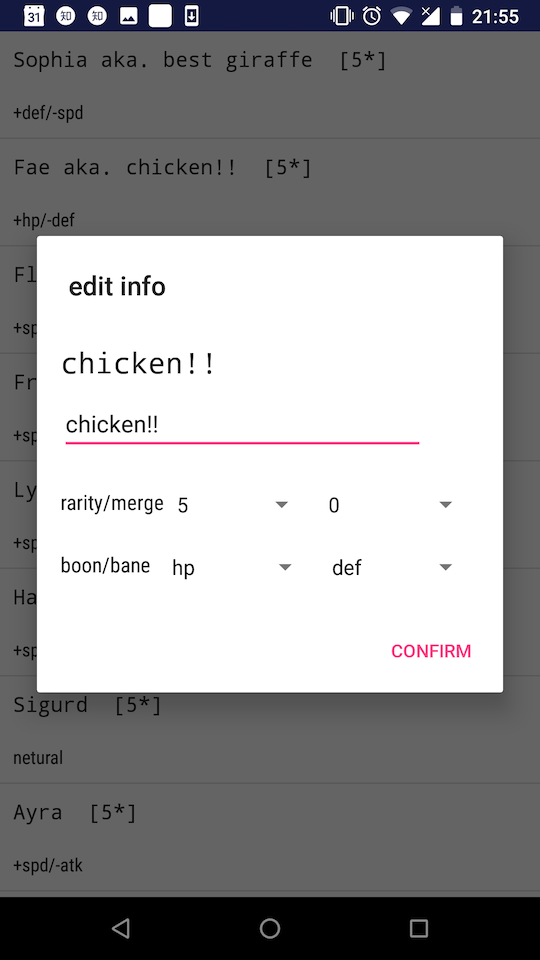 31 知 知 21:55
Sophia aka. best giraffe [5*]
+def/-spd
Fae aka. chicken!! [5*]
+hp/-def
Fl
+sp
edit info
chicken!!
Fr
chicken!!
+sp
Ly
rarity/merge 5 0
+sp
boon/bane hp def
Ha
+sp
CONFIRM
Sigurd [5*]
netural
Ayra [5*]
+spd/-atk